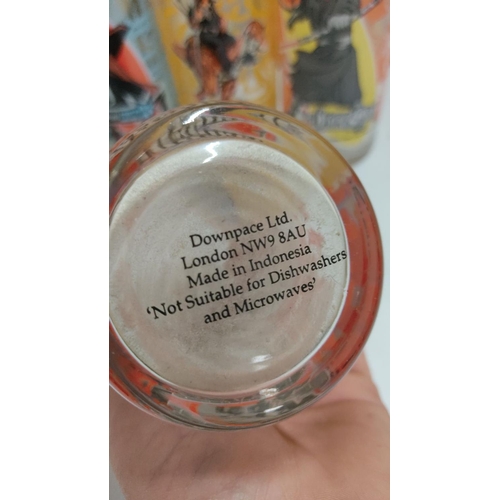 Downpace Ltd.
London NW9 8AU
Made in Indonesia
‘Not Suitable for Dishwashers
and Microwaves’